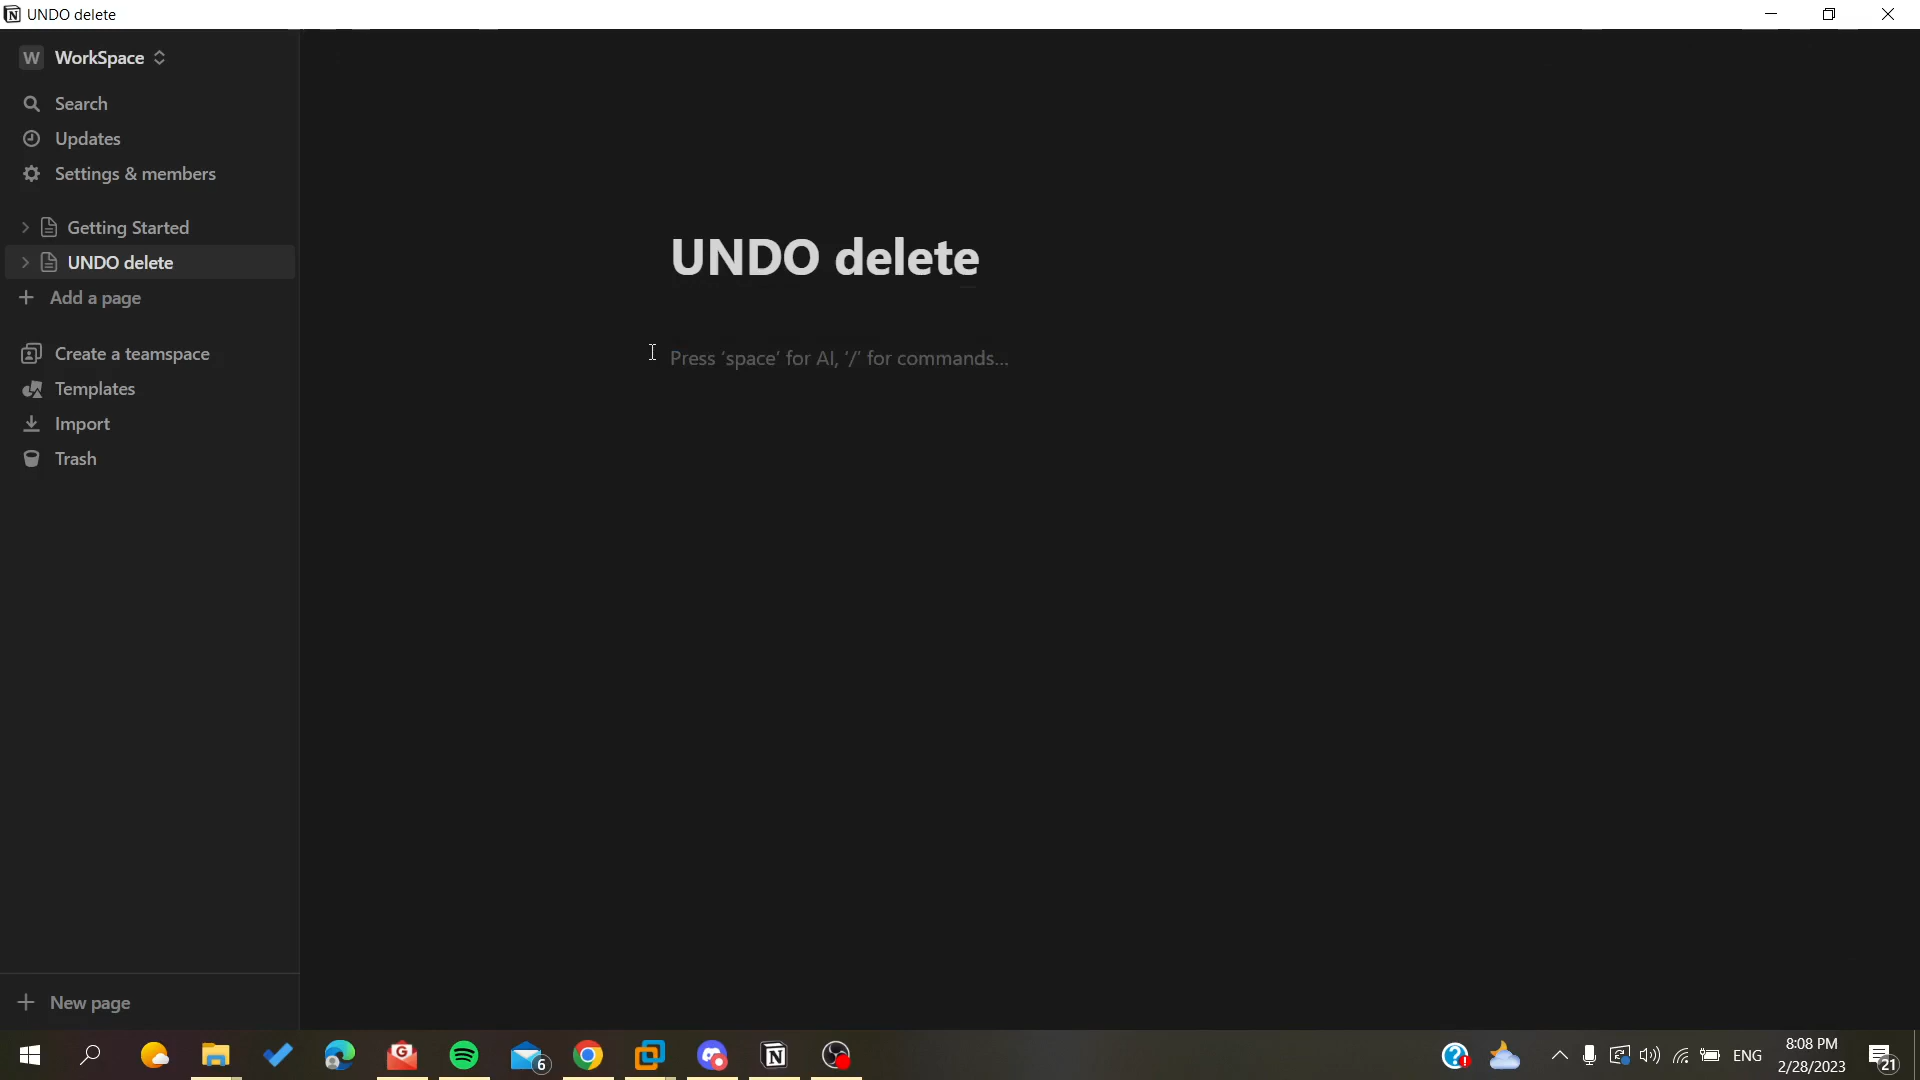 UNDO delete
W WorkSpace
Search
Updates
Settings & members
Getting Started
UNDO delete
Add a page
Create a teamspace
Templates
Import
Trash
New page
UNDO delete
Press ‘space’ for AI, ‘/’ for commands…
6
ENG
8:08 PM
2/28/2023
21